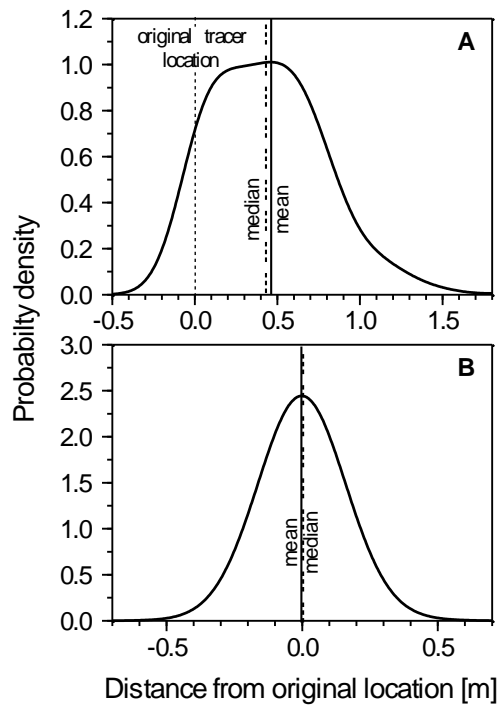 original tracer
location
A
1.2
1.0
0.8
0.6
0.4
0.2
0.0
median
mean
-0.5
0.0
0.5
1.0
1.5
Probabilty density
B
3.0
2.5
2.0
1.5
1.0
0.5
0.0
mean
median
-0.5
0.0
0.5
Distance from original location [m]